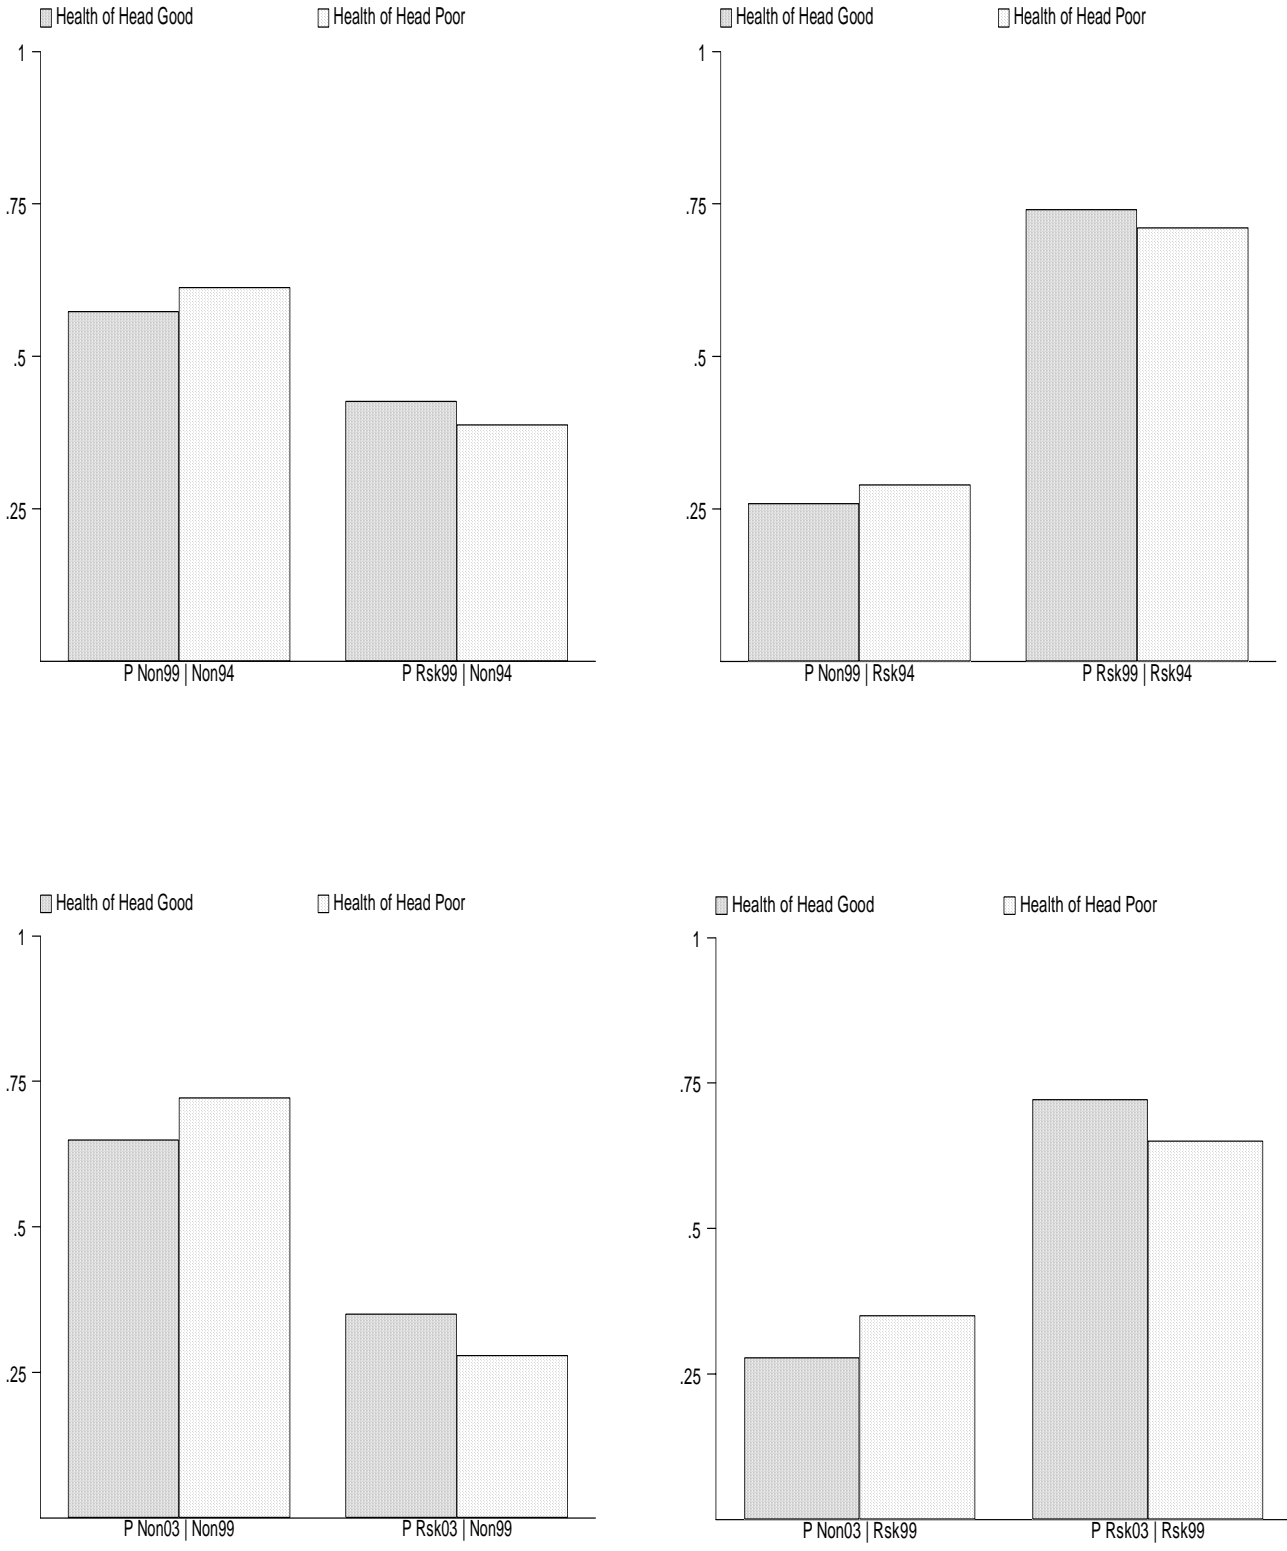 Health of Head Good Health of Head Poor
1
.75
.5
.25
P Non99 | Non94 P Rsk99 | Non94
Health of Head Good Health of Head Poor
1
.75
.5
.25
P Non99 | Rsk94 P Rsk99 | Rsk94
Health of Head Good Health of Head Poor
1
.75
.5
.25
P Non03 | Non99 P Rsk03 | Non99
Health of Head Good Health of Head Poor
1
.75
.5
.25
P Non03 | Rsk99 P Rsk03 | Rsk99